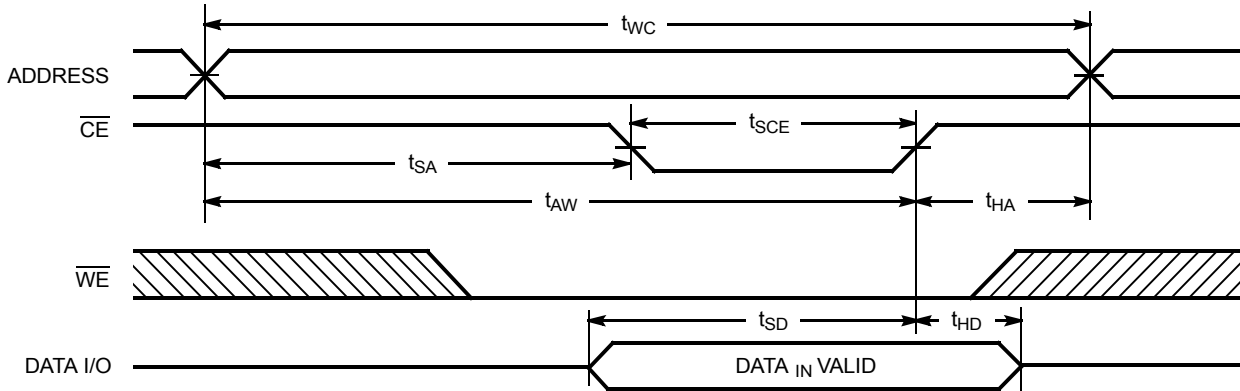 tWC
ADDRESS
CE
tSCE
tSA
tAW
tHA
WE
tSD
tHD
DATA I/O
DATA IN VALID